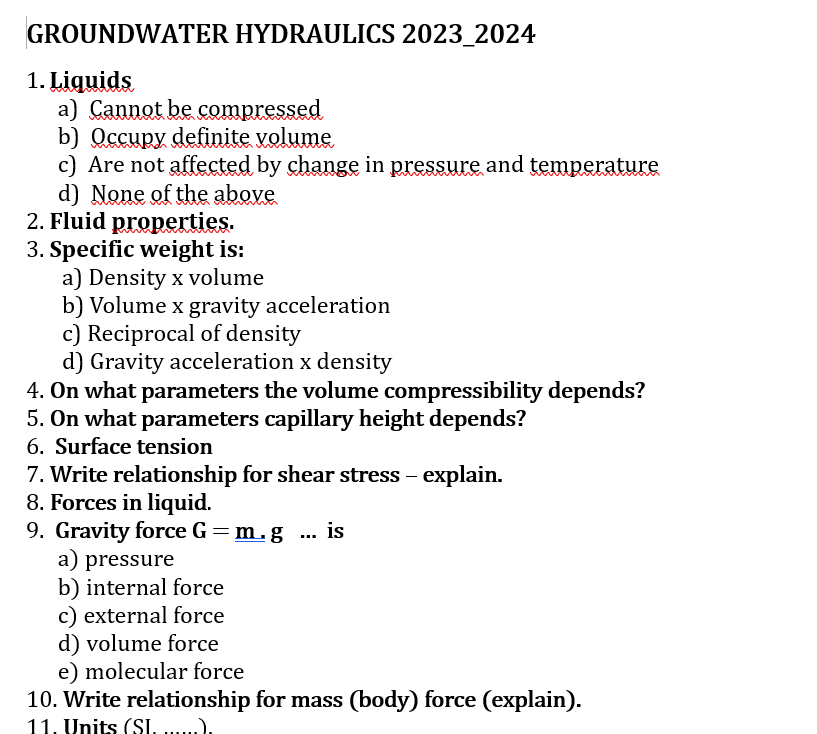 GROUNDWATER HYDRAULICS 2023_2024
1. Liquids
a) Cannot be compressed
b) Occupy definite volume
c) Are not affected by change in pressure and temperature
d) None of the above
2. Fluid properties.
3. Specific weight is:
a) Density x volume
b) Volume x gravity acceleration
c) Reciprocal of density
d) Gravity acceleration x density
4. On what parameters the volume compressibility depends?
5. On what parameters capillary height depends?
6. Surface tension
7. Write relationship for shear stress – explain.
8. Forces in liquid.
9. Gravity force G = m . g ... is
a) pressure
b) internal force
c) external force
d) volume force
e) molecular force
10. Write relationship for mass (body) force (explain).
11. Units (SI, ......).